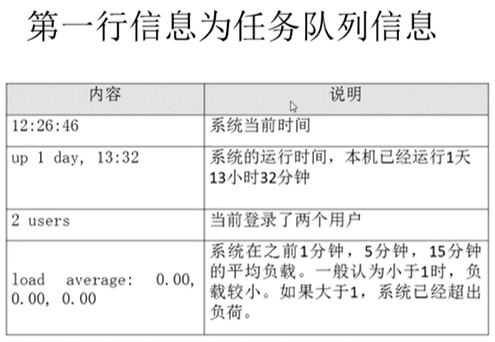 第一行信息为任务队列信息
内容 说明
12:26:46 系统当前时间
up 1 day, 13:32 系统的运行时间，本机已经运行1天
13小时32分钟
2 users 当前登录了两个用户
系统在之前1分钟，5分钟，15分钟
的平均负载。一般认为小于1时，负
load average: 0.00, 载较小。如果大于1，系统已经超出
0.00, 0.00 负荷。